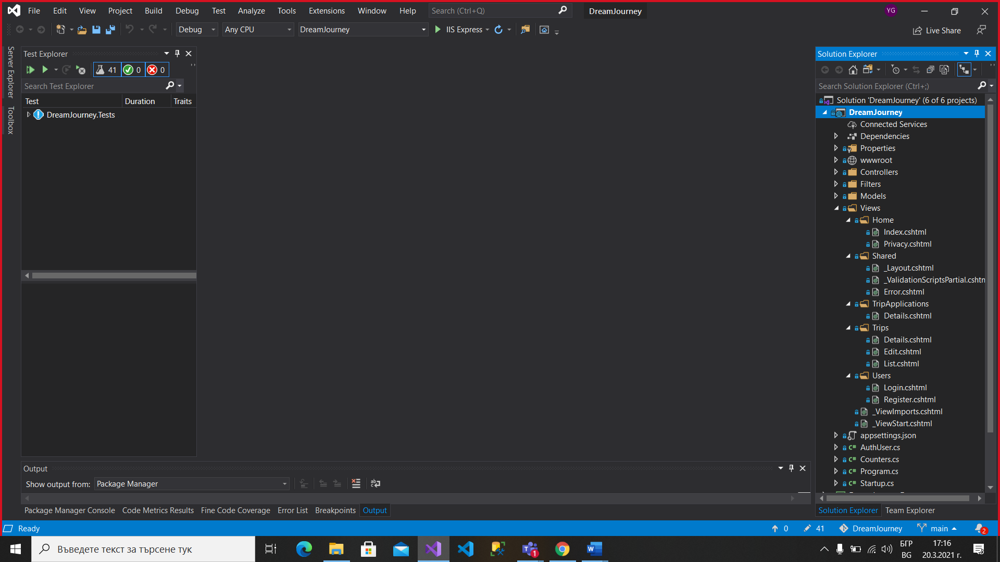 File Edit View Project Build Debug Test Analyze Tools Extensions Window Help Search (Ctrl+Q) DreamJourney YG
Debug Any CPU DreamJourney IIS Express Live Share
Server Explorer
Toolbox
Test Explorer
41 0 0
Search Test Explorer
Test Duration Traits
DreamJourney.Tests
Output
Show output from: Package Manager
Package Manager Console Code Metrics Results Fine Code Coverage Error List Breakpoints Output
Solution Explorer
Search Solution Explorer (Ctrl+;)
Solution 'DreamJourney' (6 of 6 projects)
DreamJourney
Connected Services
Dependencies
Properties
wwwroot
Controllers
Filters
Models
Views
Home
Index.cshtml
Privacy.cshtml
Shared
_Layout.cshtml
_ValidationScriptsPartial.cshtm
Error.cshtml
TripApplications
Details.cshtml
Trips
Details.cshtml
Edit.cshtml
List.cshtml
Users
Login.cshtml
Register.cshtml
_ViewImports.cshtml
_ViewStart.cshtml
appsettings.json
C# AuthUser.cs
C# Counters.cs
C# Program.cs
C# Startup.cs
Solution Explorer Team Explorer
Ready 0 41 DreamJourney main 2
Въведете текст за търсене тук 1 W
БГР
BG
17:16
20.3.2021 г.